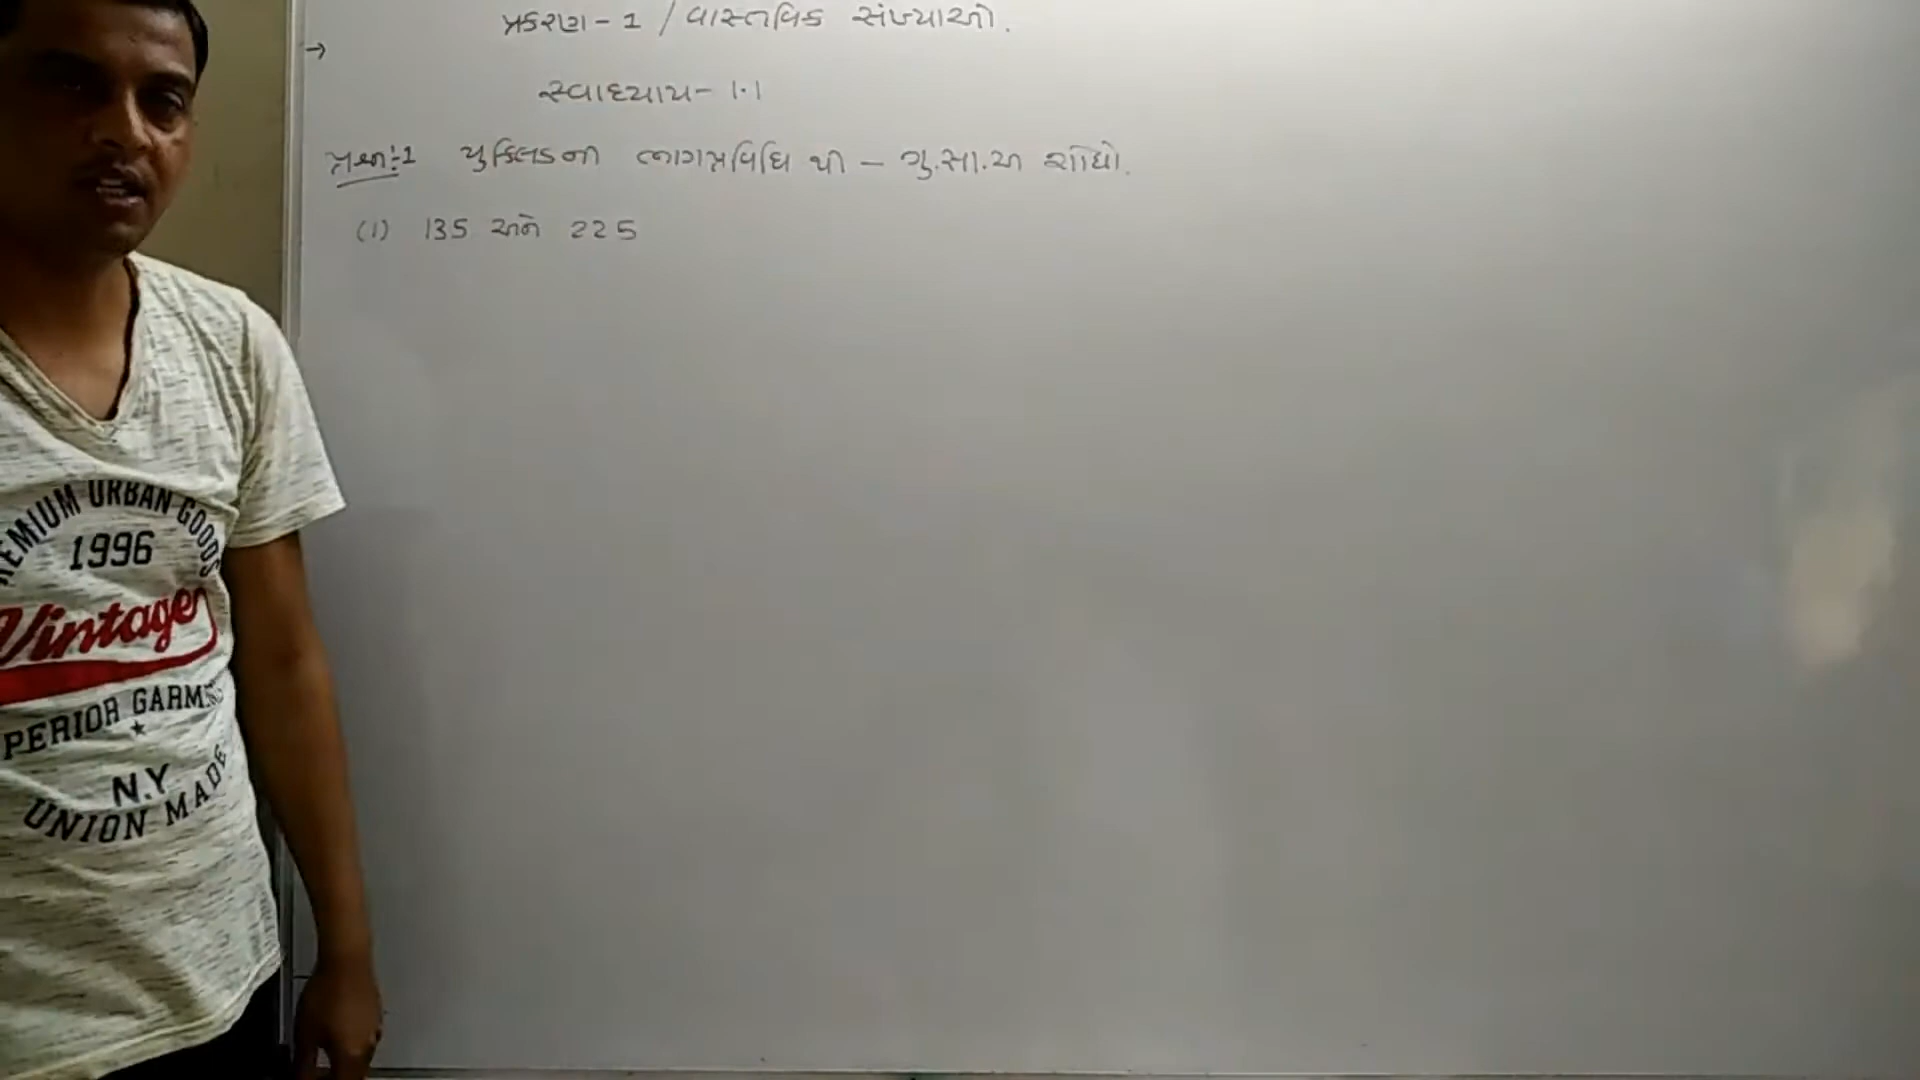 પ્રકરણ - 1 / વાસ્તવિક સંખ્યાઓ.
→
સ્વાધ્યાય - 1.1
પ્રશ્ન:-1 યુક્લિડની ભાગપ્રવિધિ થી - ગુ.સા.અ શોધો.
(1) 135 અને 225
PREMIUM URBAN GOODS
1996
Vintage
PERIOR GARM
N.Y
UNION MADE